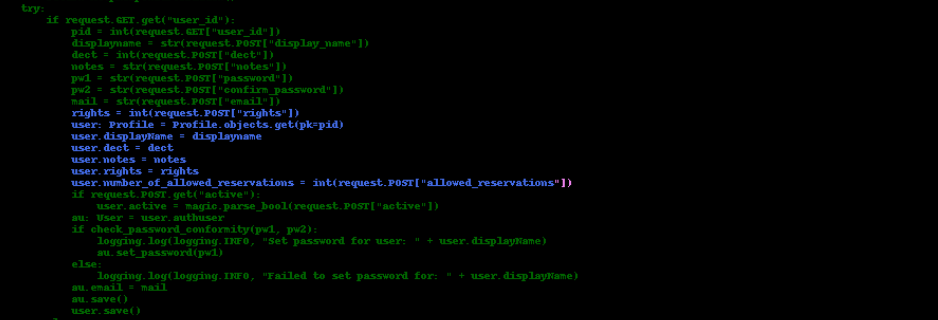 try:
if request.GET.get("user_id"):
pid = int(request.GET["user_id"])
displayname = str(request.POST["display_name"])
dect = int(request.POST["dect"])
notes = str(request.POST["notes"])
pw1 = str(request.POST["password"])
pw2 = str(request.POST["confirm_password"])
mail = str(request.POST["email"])
rights = int(request.POST["rights"])
user: Profile = Profile.objects.get(pk=pid)
user.displayName = displayname
user.dect = dect
user.notes = notes
user.rights = rights
user.number_of_allowed_reservations = int(request.POST["allowed_reservations"])
if request.POST.get("active"):
user.active = magic.parse_bool(request.POST["active"])
au: User = user.authuser
if check_password_conformity(pw1, pw2):
logging.log(logging.INFO, "Set password for user: " + user.displayName)
au.set_password(pw1)
else:
logging.log(logging.INFO, "Failed to set password for: " + user.displayName)
au.email = mail
au.save()
user.save()